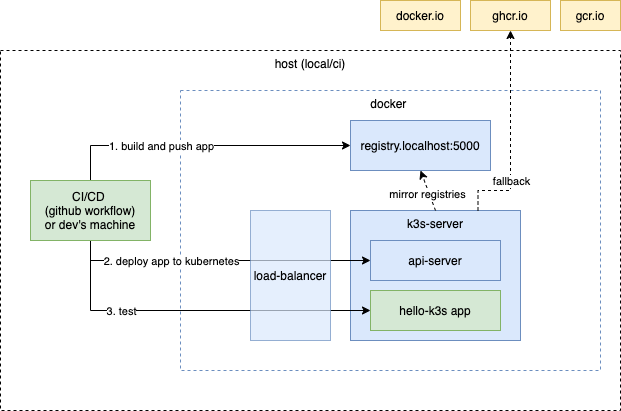 docker.io
ghcr.io
gcr.io
host (local/ci)
docker
1. build and push app
registry.localhost:5000
CI/CD
(github workflow)
or dev's machine
mirror registries
fallback
k3s-server
2. deploy app to kubernetes
load-balancer
api-server
3. test
hello-k3s app